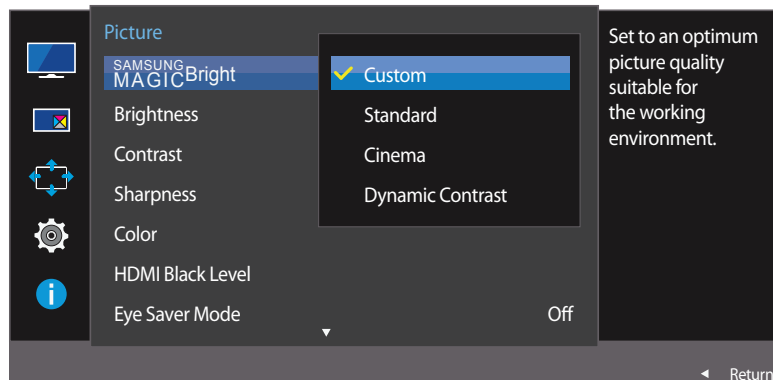 Picture
SAMSUNG
MAGICBright
Brightness
Contrast
Sharpness
Color
HDMI Black Level
Eye Saver Mode
Off
Custom
Standard
Cinema
Dynamic Contrast
Set to an optimum
picture quality
suitable for
the working
environment.
Return